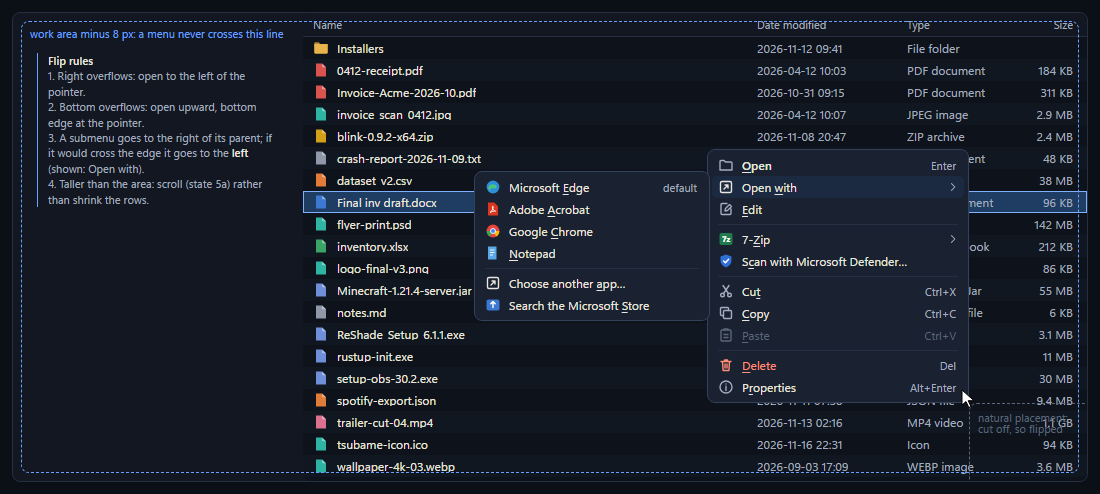 work area minus 8 px: a menu never crosses this line
Flip rules
1. Right overflows: open to the left of the
pointer.
2. Bottom overflows: open upward, bottom
edge at the pointer.
3. A submenu goes to the right of its parent; if
it would cross the edge it goes to the left
(shown: Open with).
4. Taller than the area: scroll (state 5a) rather
than shrink the rows.
Name Date modified Type Size
Installers 2026-11-12 09:41 File folder
0412-receipt.pdf 2026-04-12 10:03 PDF document 184 KB
Invoice-Acme-2026-10.pdf 2026-10-31 09:15 PDF document 311 KB
invoice_scan_0412.jpg 2026-04-12 10:07 JPEG image 2.9 MB
blink-0.9.2-x64.zip 2026-11-08 20:47 ZIP archive 2.4 MB
crash-report-2026-11-09.txt 48 KB
dataset_v2.csv 38 MB
Final inv draft.docx 96 KB
flyer-print.psd 142 MB
inventory.xlsx 212 KB
logo-final-v3.png 86 KB
Minecraft-1.21.4-server.jar 55 MB
notes.md 6 KB
ReShade_Setup_6.1.1.exe 3.1 MB
rustup-init.exe 11 MB
setup-obs-30.2.exe 30 MB
spotify-export.json 9.4 MB
trailer-cut-04.mp4 2026-11-13 02:16 MP4 video 1.1 GB
tsubame-icon.ico 2026-11-16 22:31 Icon 94 KB
wallpaper-4k-03.webp 2026-09-03 17:09 WEBP image 3.6 MB
Microsoft Edge default
Adobe Acrobat
Google Chrome
Notepad
Choose another app...
Search the Microsoft Store
Open Enter
Open with
Edit
7z 7-Zip
Scan with Microsoft Defender...
Cut Ctrl+X
Copy Ctrl+C
Paste Ctrl+V
Delete Del
Properties Alt+Enter
natural placement:
cut off, so flipped